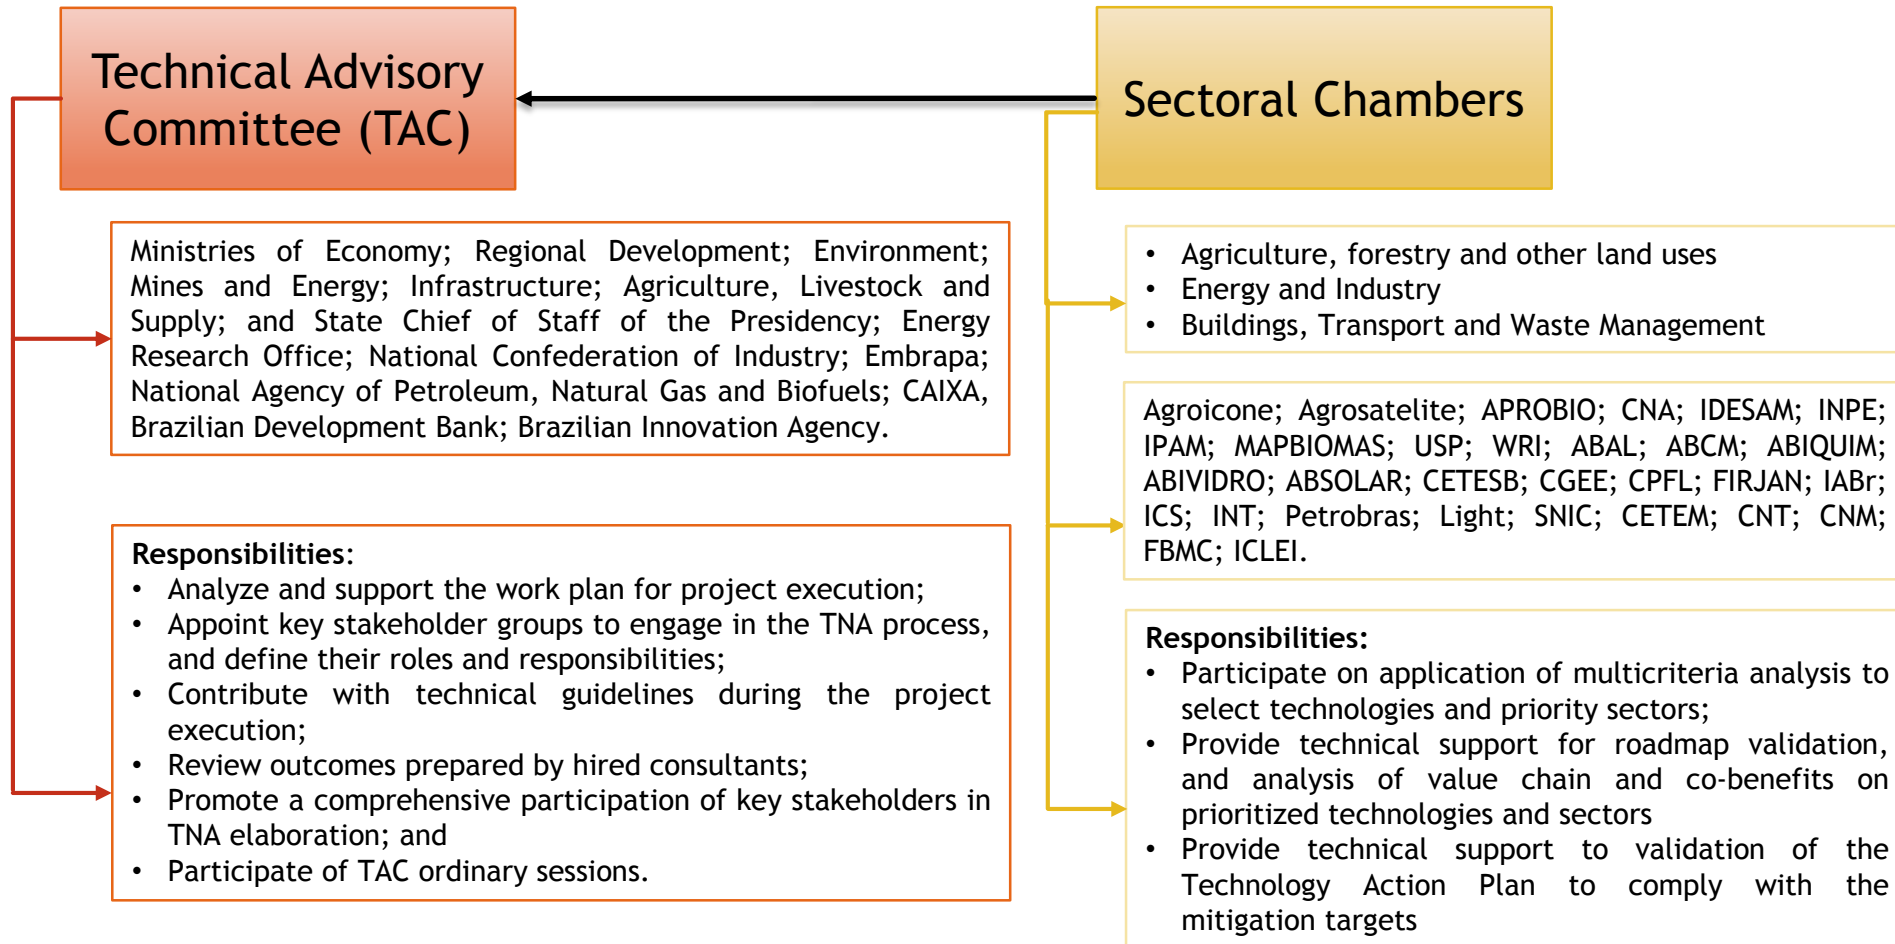 Technical Advisory
Committee (TAC)
Ministries of Economy; Regional Development; Environment;
Mines and Energy; Infrastructure; Agriculture, Livestock and
Supply; and State Chief of Staff of the Presidency; Energy
Research Office; National Confederation of Industry; Embrapa;
National Agency of Petroleum, Natural Gas and Biofuels; CAIXA,
Brazilian Development Bank; Brazilian Innovation Agency.
Responsibilities:
• Analyze and support the work plan for project execution;
• Appoint key stakeholder groups to engage in the TNA process,
and define their roles and responsibilities;
• Contribute with technical guidelines during the project
execution;
• Review outcomes prepared by hired consultants;
• Promote a comprehensive participation of key stakeholders in
TNA elaboration; and
• Participate of TAC ordinary sessions.
Sectoral Chambers
• Agriculture, forestry and other land uses
• Energy and Industry
• Buildings, Transport and Waste Management
Agroicone; Agrosatelite; APROBIO; CNA; IDESAM; INPE;
IPAM; MAPBIOMAS; USP; WRI; ABAL; ABCM; ABIQUIM;
ABIVIDRO; ABSOLAR; CETESB; CGEE; CPFL; FIRJAN; IABr;
ICS; INT; Petrobras; Light; SNIC; CETEM; CNT; CNM;
FBMC; ICLEI.
Responsibilities:
• Participate on application of multicriteria analysis to
select technologies and priority sectors;
• Provide technical support for roadmap validation,
and analysis of value chain and co-benefits on
prioritized technologies and sectors
• Provide technical support to validation of the
Technology Action Plan to comply with the
mitigation targets